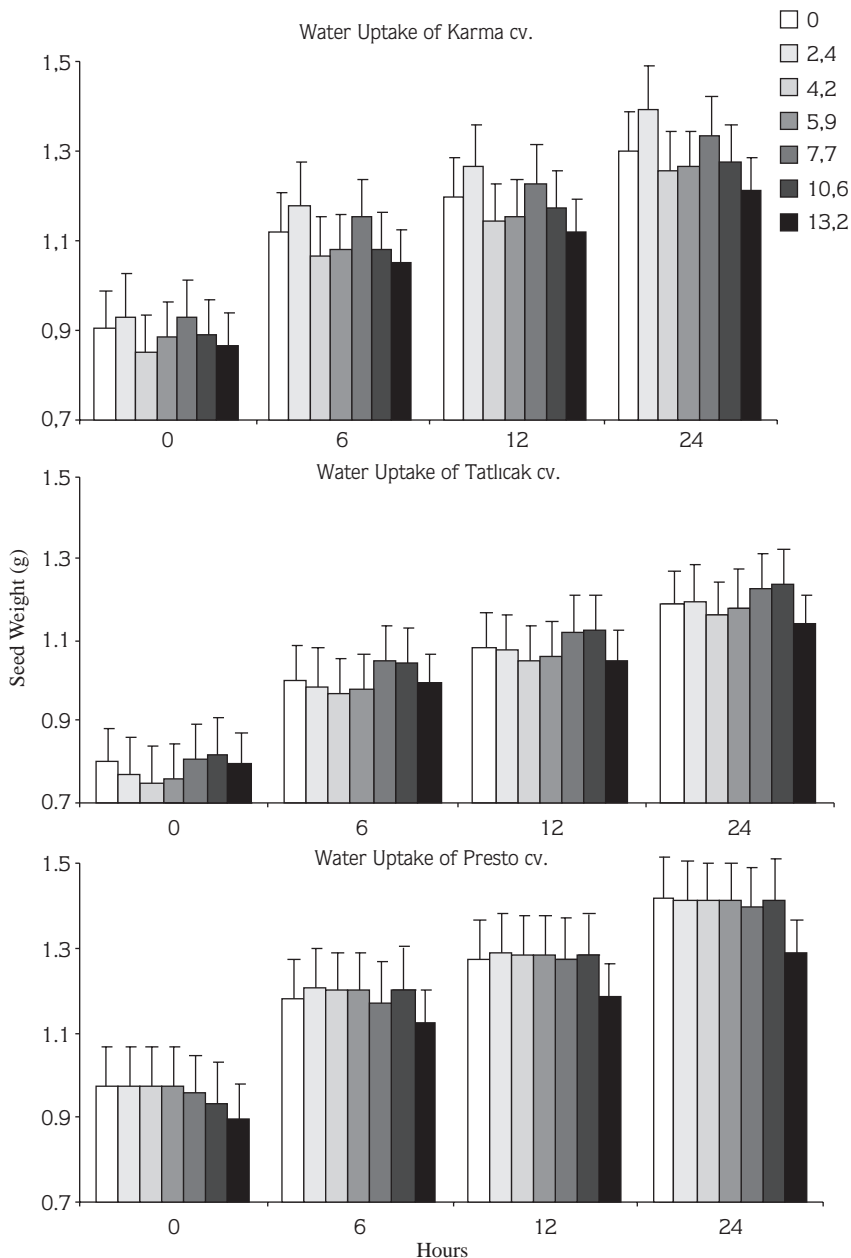 Water Uptake of Karma cv.
0
2,4
4,2
5,9
7,7
10,6
13,2
1,5
1,3
1,1
0,9
0,7
0 6 12 24
Water Uptake of Tatlıcak cv.
Seed Weight (g)
1.5
1.3
1.1
0.9
0.7
0 6 12 24
Water Uptake of Presto cv.
1.5
1.3
1.1
0.9
0.7
0 6 12 24
Hours